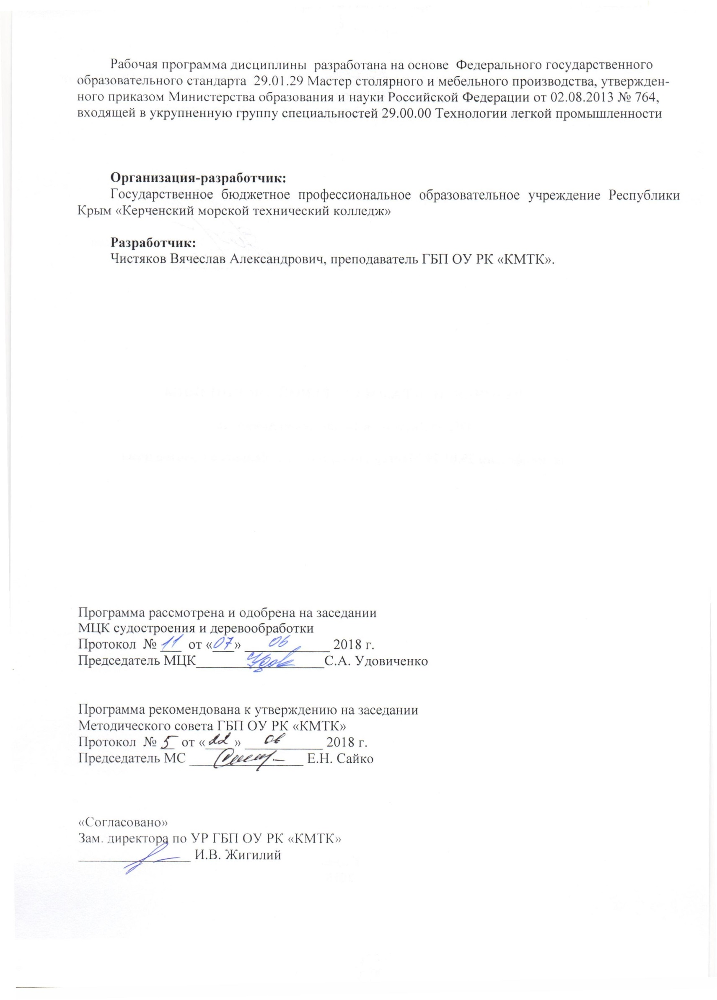 Рабочая программа дисциплины разработана на основе Федерального государственного
образовательного стандарта 29.01.29 Мастер столярного и мебельного производства, утвержден-
ного приказом Министерства образования и науки Российской Федерации от 02.08.2013 № 764,
входящей в укрупненную группу специальностей 29.00.00 Технологии легкой промышленности
Организация-разработчик:
Государственное бюджетное профессиональное образовательное учреждение Республики
Крым «Керченский морской технический колледж»
Разработчик:
Чистяков Вячеслав Александрович, преподаватель ГБП ОУ РК «КМТК».
Программа рассмотрена и одобрена на заседании
МЦК судостроения и деревообработки
Протокол № 11 от «07» 06 2018 г.
Председатель МЦК С.А. Удовиченко
Программа рекомендована к утверждению на заседании
Методического совета ГБП ОУ РК «КМТК»
Протокол № 5 от «22» 06 2018 г.
Председатель МС Е.Н. Сайко
«Согласовано»
Зам. директора по УР ГБП ОУ РК «КМТК»
И.В. Жигилий